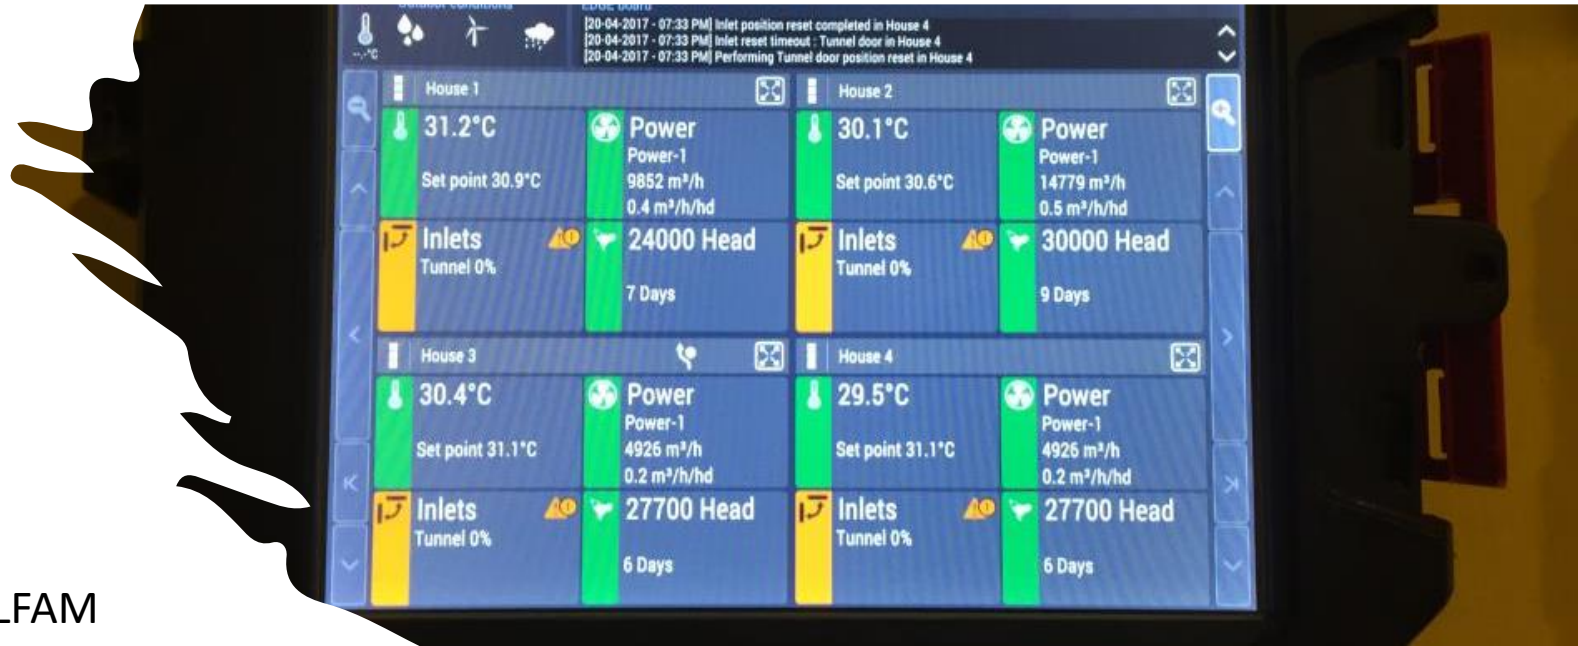 Outdoor conditions
EDGE board
--.-°C
[20-04-2017 - 07:33 PM] Inlet position reset completed in House 4
[20-04-2017 - 07:33 PM] Inlet reset timeout : Tunnel door in House 4
[20-04-2017 - 07:33 PM] Performing Tunnel door position reset in House 4
House 1
31.2°C
Set point 30.9°C
Power
Power-1
9852 m³/h
0.4 m³/h/hd
Inlets
Tunnel 0%
24000 Head
7 Days
House 2
30.1°C
Set point 30.6°C
Power
Power-1
14779 m³/h
0.5 m³/h/hd
Inlets
Tunnel 0%
30000 Head
9 Days
House 3
30.4°C
Set point 31.1°C
Power
Power-1
4926 m³/h
0.2 m³/h/hd
Inlets
Tunnel 0%
27700 Head
6 Days
House 4
29.5°C
Set point 31.1°C
Power
Power-1
4926 m³/h
0.2 m³/h/hd
Inlets
Tunnel 0%
27700 Head
6 Days
LFAM